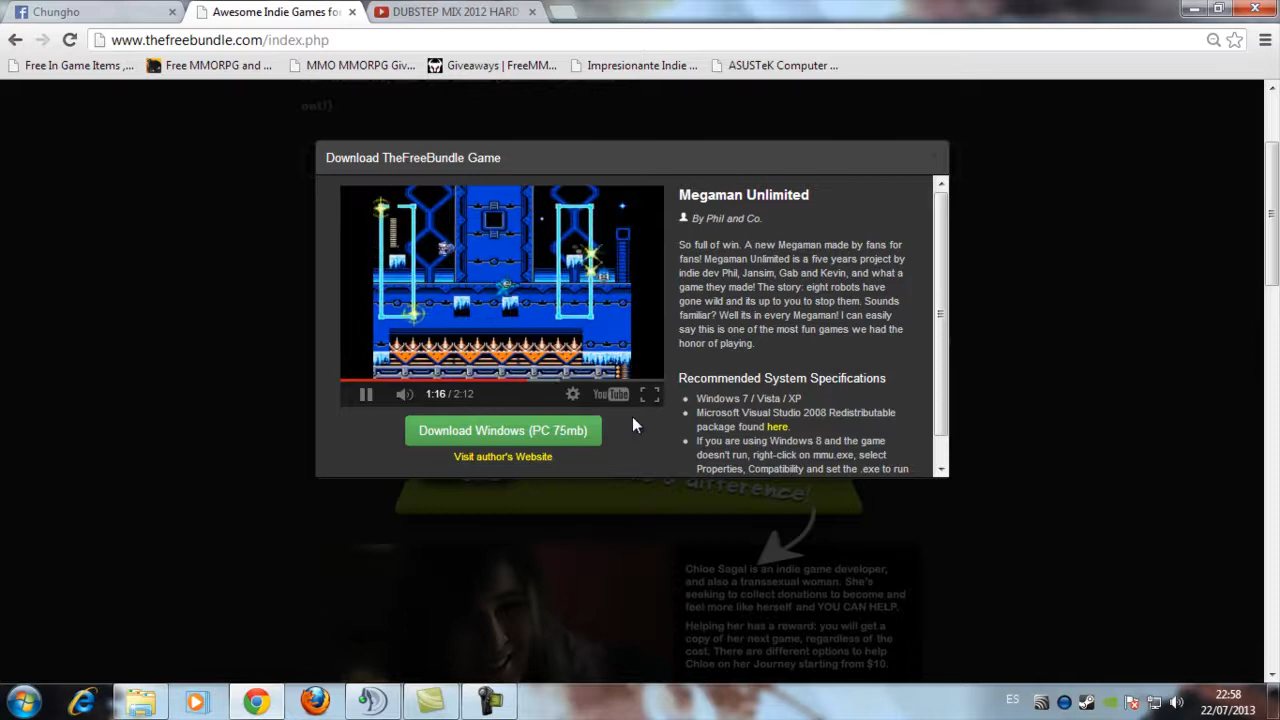 Chungho
Awesome Indie Games for
DUBSTEP MIX 2012 HARD
www.thefreebundle.com/index.php
Free In Game Items ,...
Free MMORPG and ...
MMO MMORPG Giv...
Giveaways | FreeMM...
Impresionante Indie ...
ASUSTeK Computer ...
out!)
Download TheFreeBundle Game
Megaman Unlimited
By Phil and Co.
So full of win. A new Megaman made by fans for
fans! Megaman Unlimited is a five years project by
indie dev Phil, Jansim, Gab and Kevin, and what a
game they made! The story: eight robots have
gone wild and its up to you to stop them. Sounds
familiar? Well its in every Megaman! I can easily
say this is one of the most fun games we had the
honor of playing.
Recommended System Specifications
Windows 7 / Vista / XP
Microsoft Visual Studio 2008 Redistributable
package found here.
If you are using Windows 8 and the game
doesn't run, right-click on mmu.exe, select
Properties, Compatibility and set the .exe to run
1:16 / 2:12
YouTube
Download Windows (PC 75mb)
Visit author's Website
difference!
Chloe Sagal is an indie game developer,
and also a transsexual woman. She's
seeking to collect donations to become and
feel more like herself and YOU CAN HELP.
Helping her has a reward: you will get a
copy of her next game, regardless of the
cost. There are different options to help
Chloe on her Journey starting from $10.
ES
22:58
22/07/2013